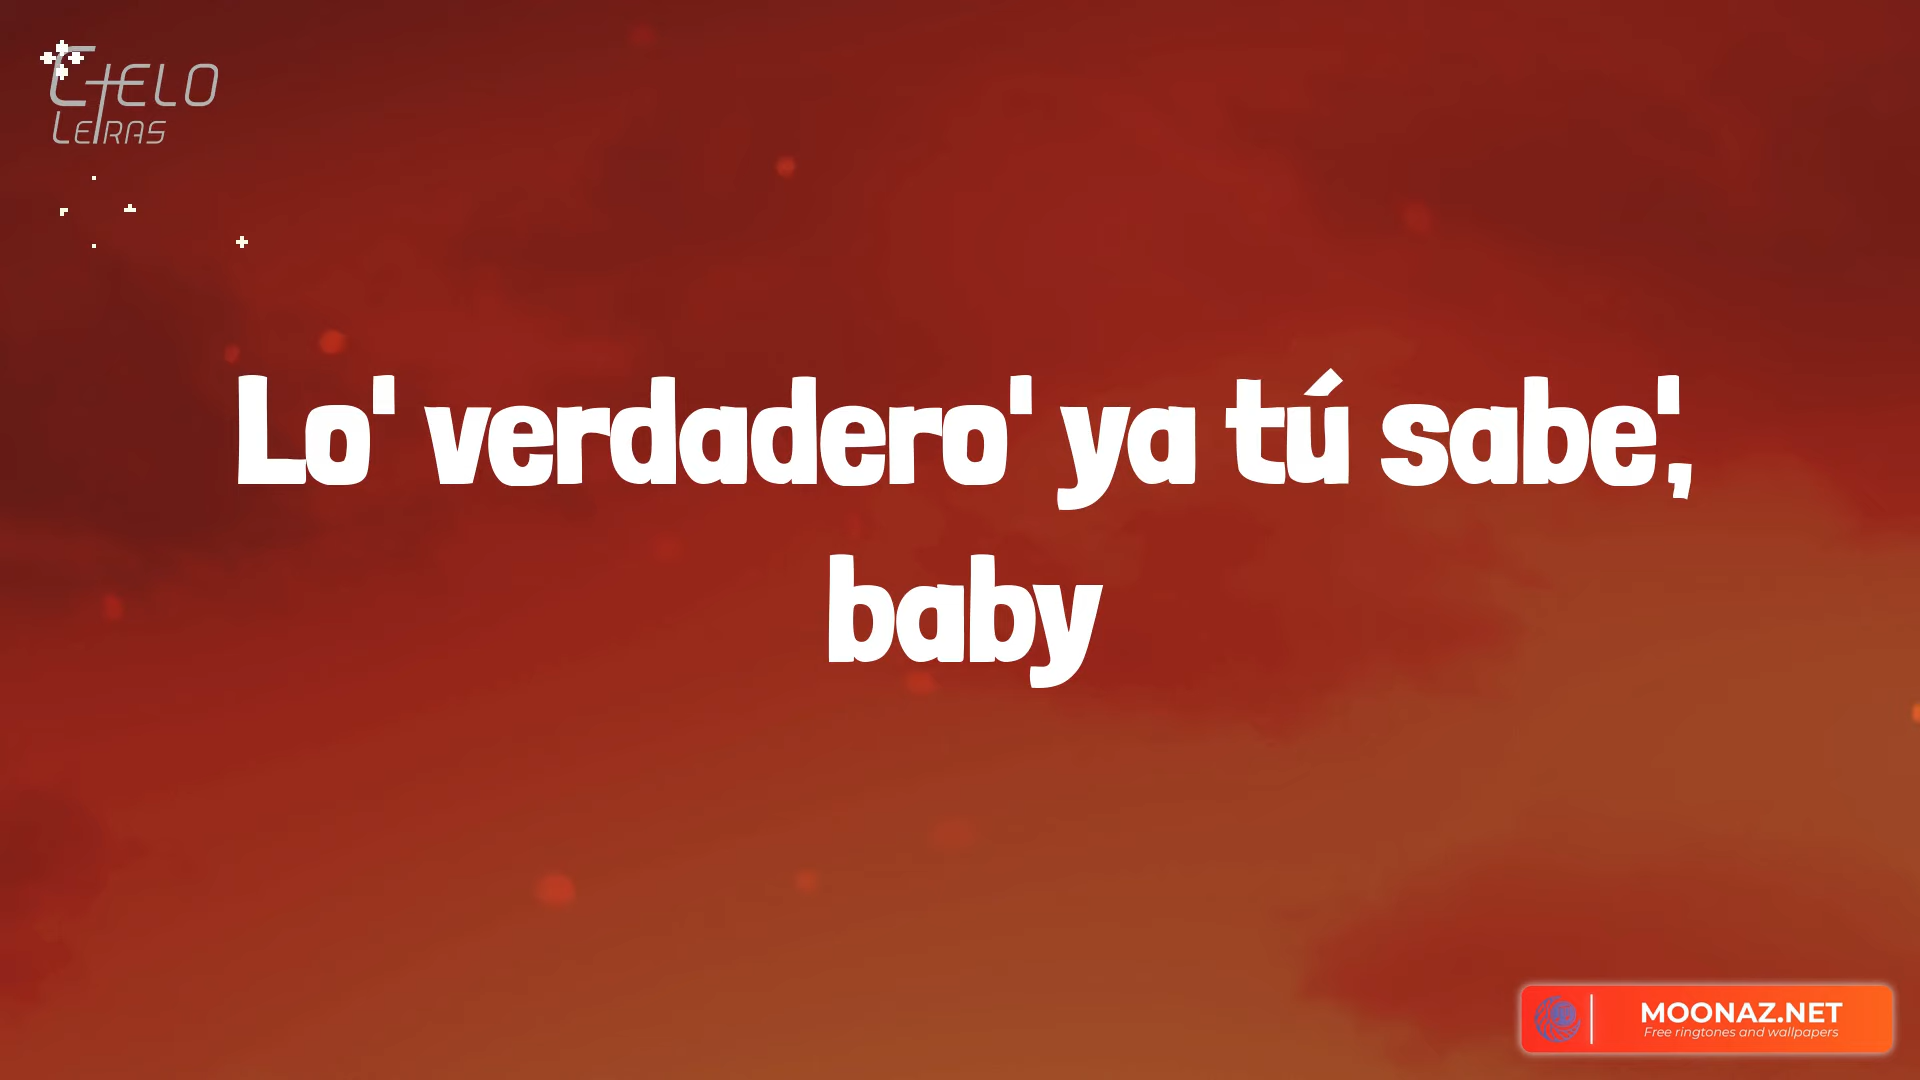 CIELO
LETRAS
Lo' verdadero' ya tú sabe',
baby
MOONAZ.NET
Free ringtones and wallpapers